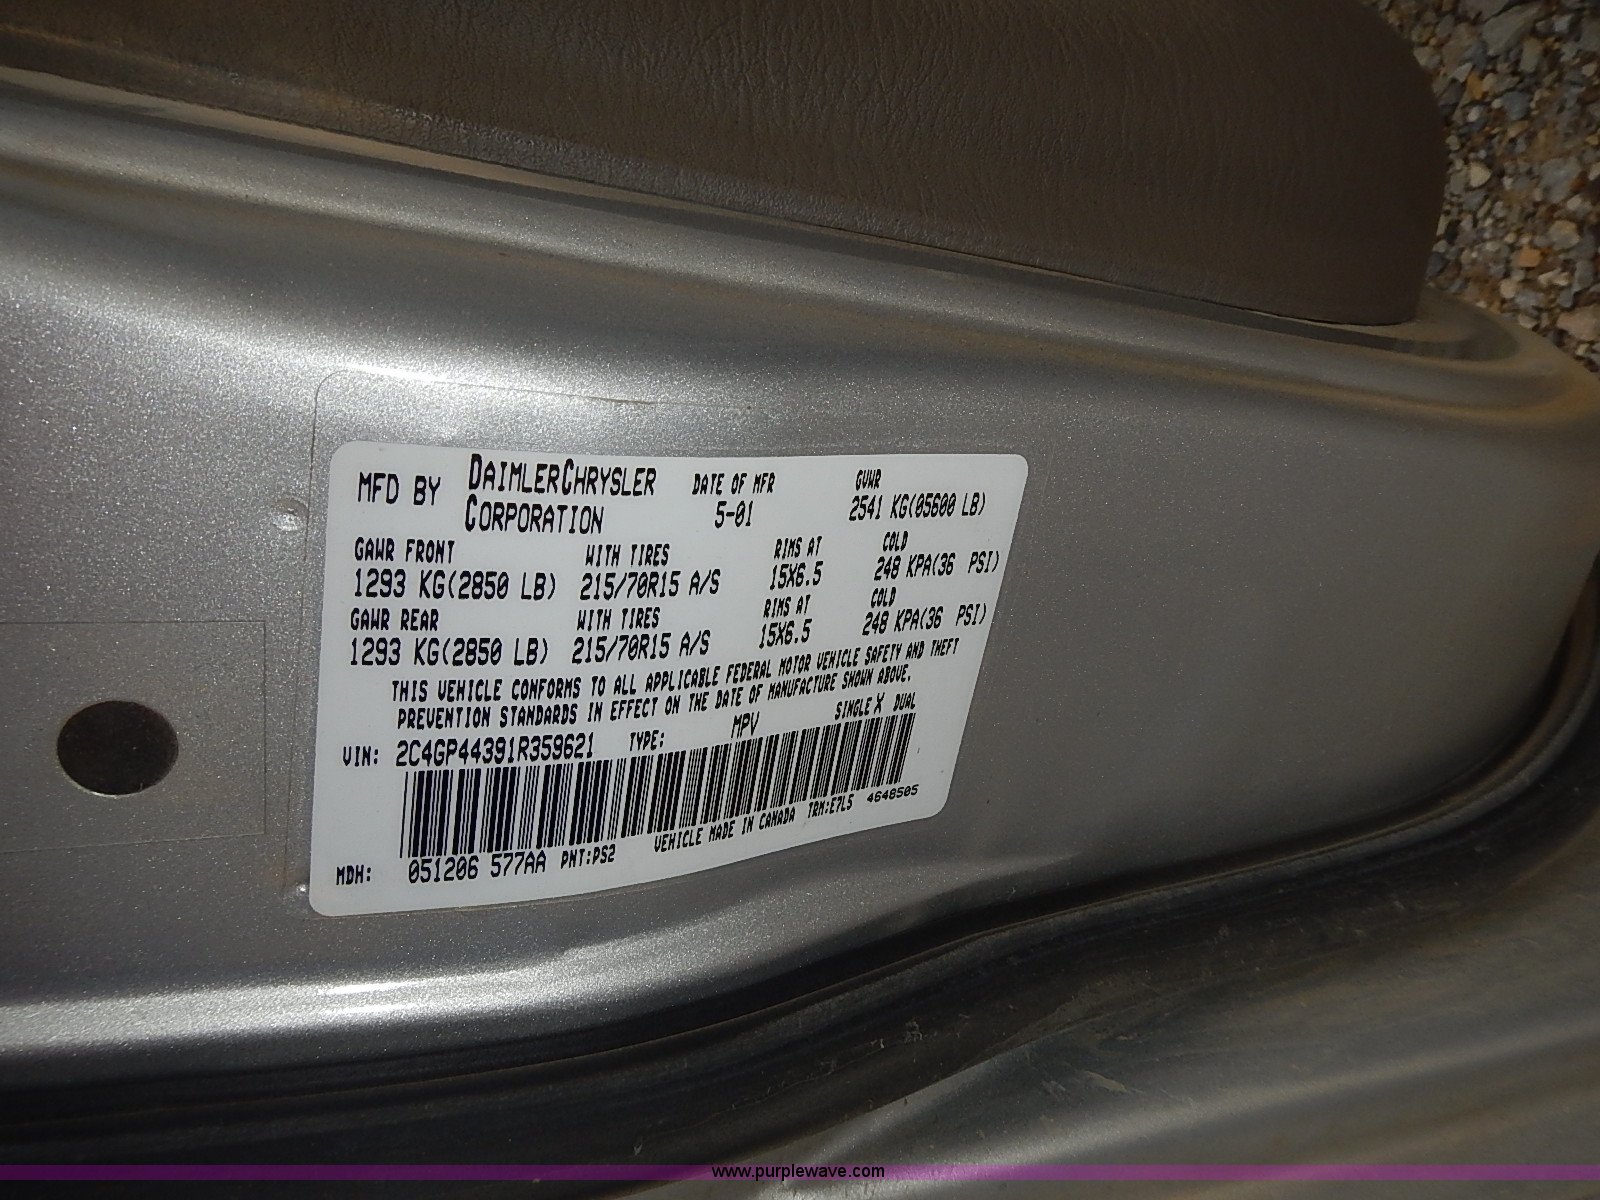 MFD BY DAIMLERCHRYSLER CORPORATION DATE OF MFR 5-01 GVWR 2541 KG(05600 LB)
GAWR FRONT WITH TIRES RIMS AT COLD
1293 KG(2850 LB) 215/70R15 A/S 15X6.5 248 KPA(36 PSI)
GAWR REAR WITH TIRES RIMS AT COLD
1293 KG(2850 LB) 215/70R15 A/S 15X6.5 248 KPA(36 PSI)
THIS VEHICLE CONFORMS TO ALL APPLICABLE FEDERAL MOTOR VEHICLE SAFETY AND THEFT
PREVENTION STANDARDS IN EFFECT ON THE DATE OF MANUFACTURE SHOWN ABOVE.
VIN: 2C4GP44391R359621 TYPE: MPV SINGLE X DUAL
MDH: 051206 577AA PNT:PS2 VEHICLE MADE IN CANADA TRM:E7L5 4648505
www.purplewave.com